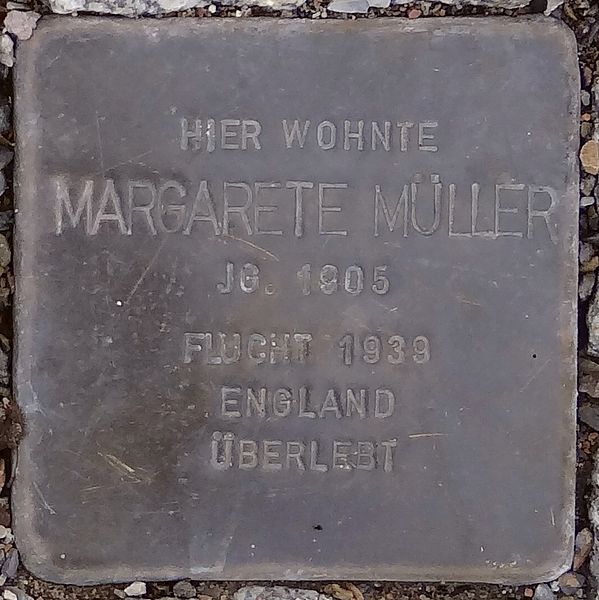 HIER WOHNTE
MARGARETE MÜLLER
JG. 1905
FLUCHT 1939
ENGLAND
ÜBERLEBT